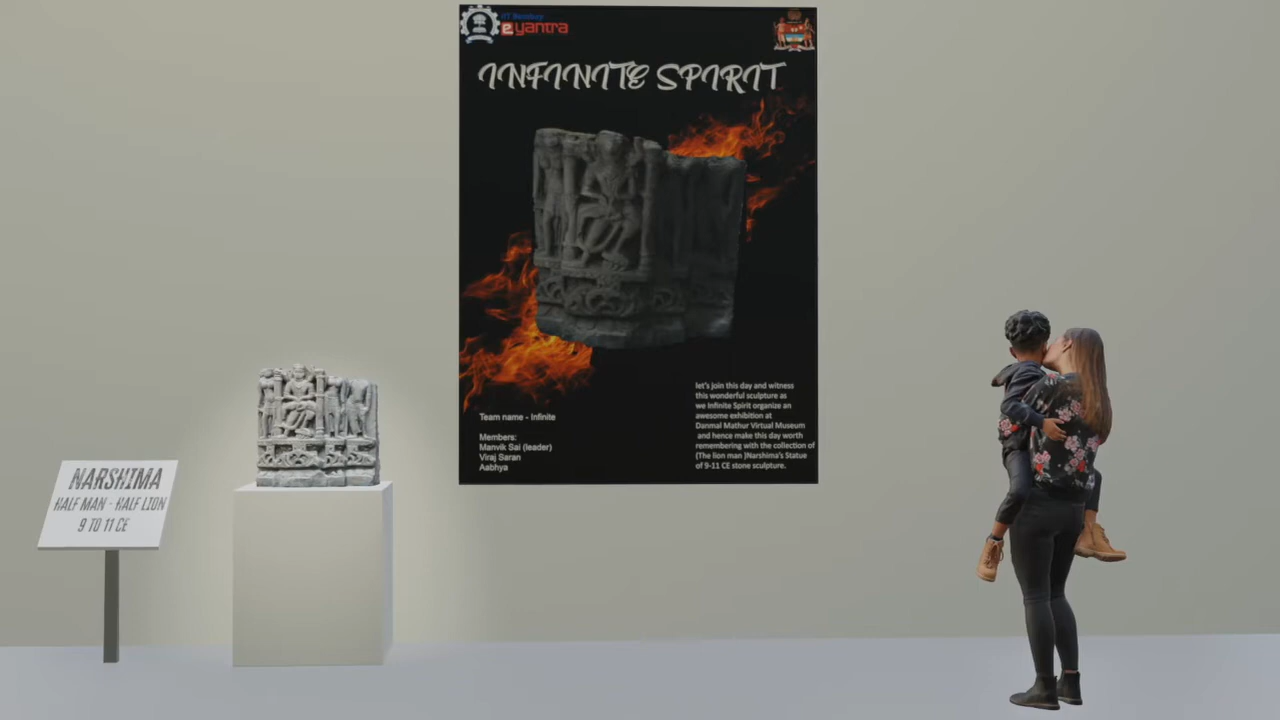 IIT Bombay
eyantra
INFINITE SPIRIT
Team name - Infinite
Members:
Manvik Sai (leader)
Viraj Saran
Aabhya
let's join this day and witness
this wonderful sculpture as
we Infinite Spirit organize an
awesome exhibition at
Danmal Mathur Virtual Museum
and hence make this day worth
remembering with the collection of
(The lion man )Narshima's Statue
of 9-11 CE stone sculpture.
NARSHIMA
HALF MAN - HALF LION
9 TO 11 CE